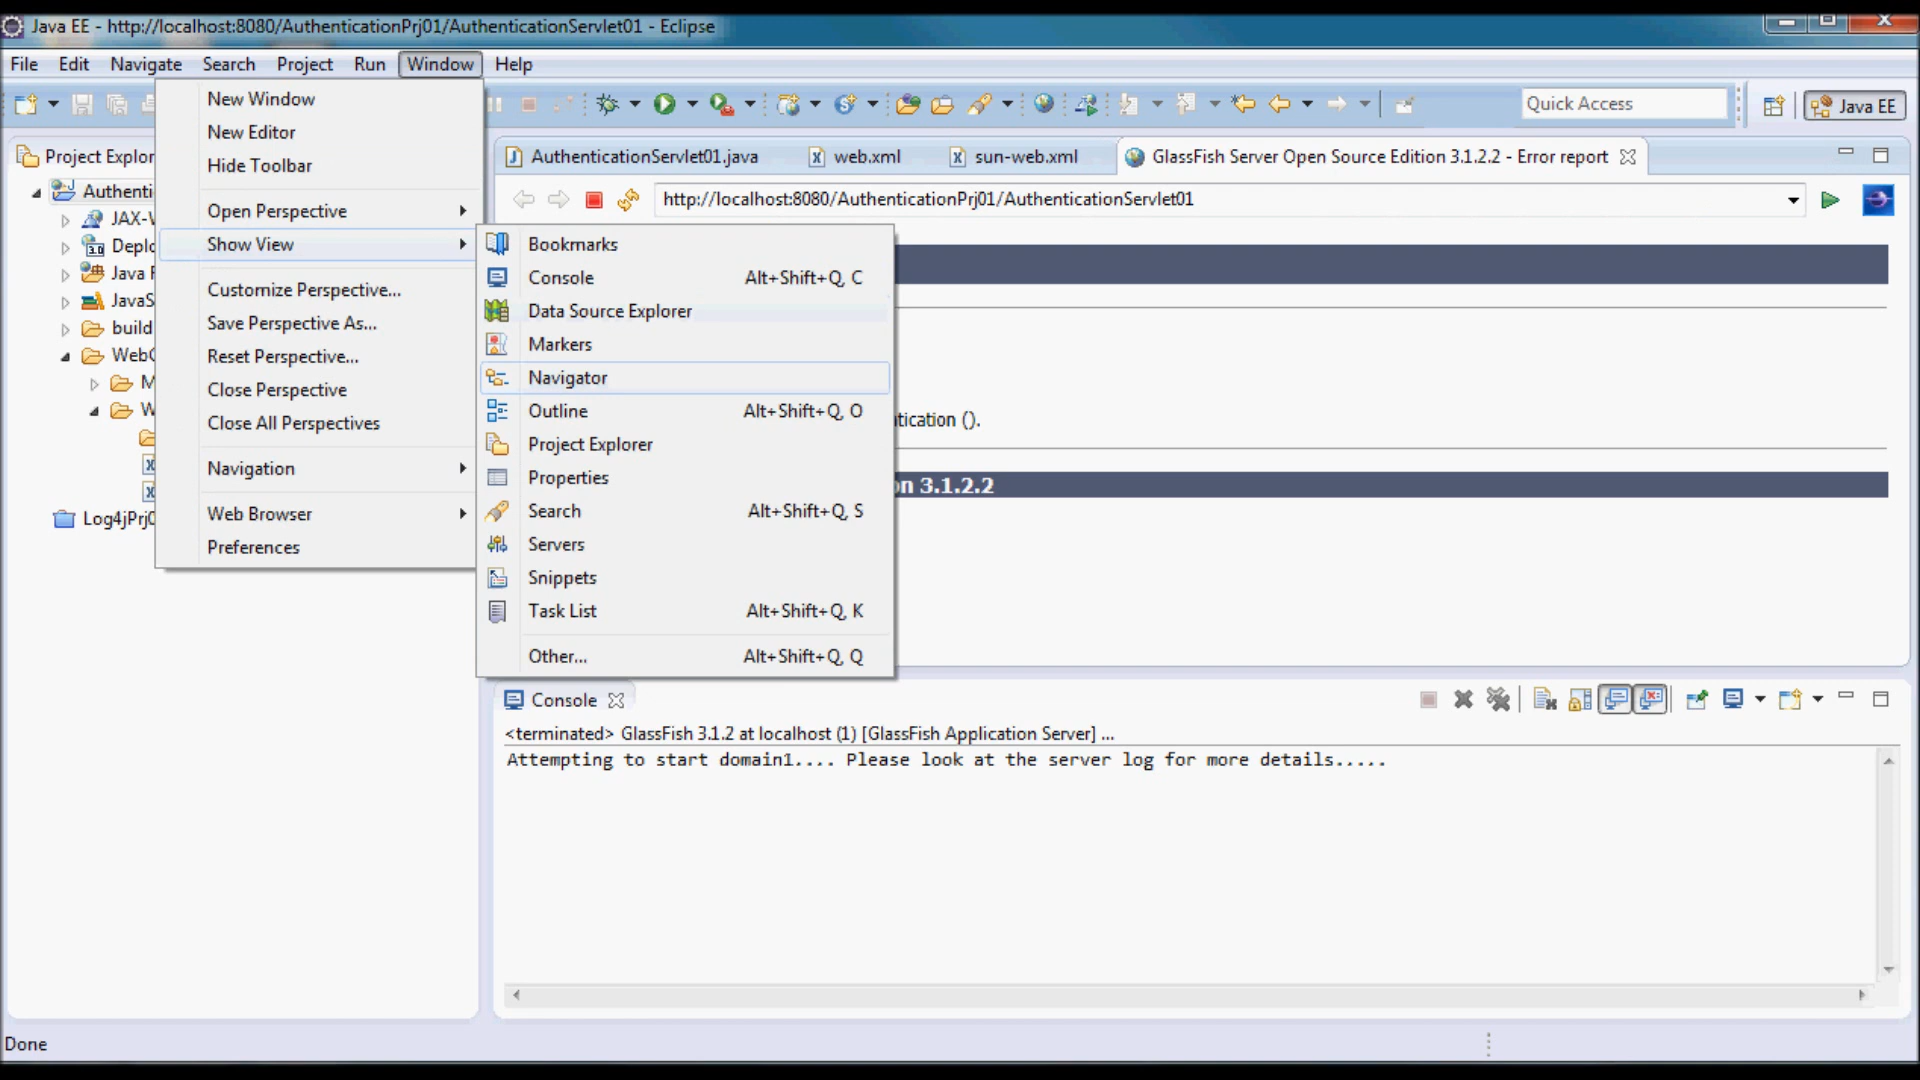 Java EE - http://localhost:8080/AuthenticationPrj01/AuthenticationServlet01 - Eclipse
File Edit Navigate Search Project Run Window Help
Quick Access
Java EE
New Window
New Editor
Hide Toolbar
Open Perspective
Show View
Customize Perspective...
Save Perspective As...
Reset Perspective...
Close Perspective
Close All Perspectives
Navigation
Web Browser
Preferences
Bookmarks
Console Alt+Shift+Q, C
Data Source Explorer
Markers
Navigator
Outline Alt+Shift+Q, O
Project Explorer
Properties
Search Alt+Shift+Q, S
Servers
Snippets
Task List Alt+Shift+Q, K
Other... Alt+Shift+Q, Q
Project Explor
Authenti
JAX-W
Deplo
Java R
JavaS
build
WebC
M
W
Log4jPrj0
AuthenticationServlet01.java web.xml sun-web.xml GlassFish Server Open Source Edition 3.1.2.2 - Error report
http://localhost:8080/AuthenticationPrj01/AuthenticationServlet01
tication ().
on 3.1.2.2
Console
<terminated> GlassFish 3.1.2 at localhost (1) [GlassFish Application Server] ...
Attempting to start domain1.... Please look at the server log for more details.....
Done